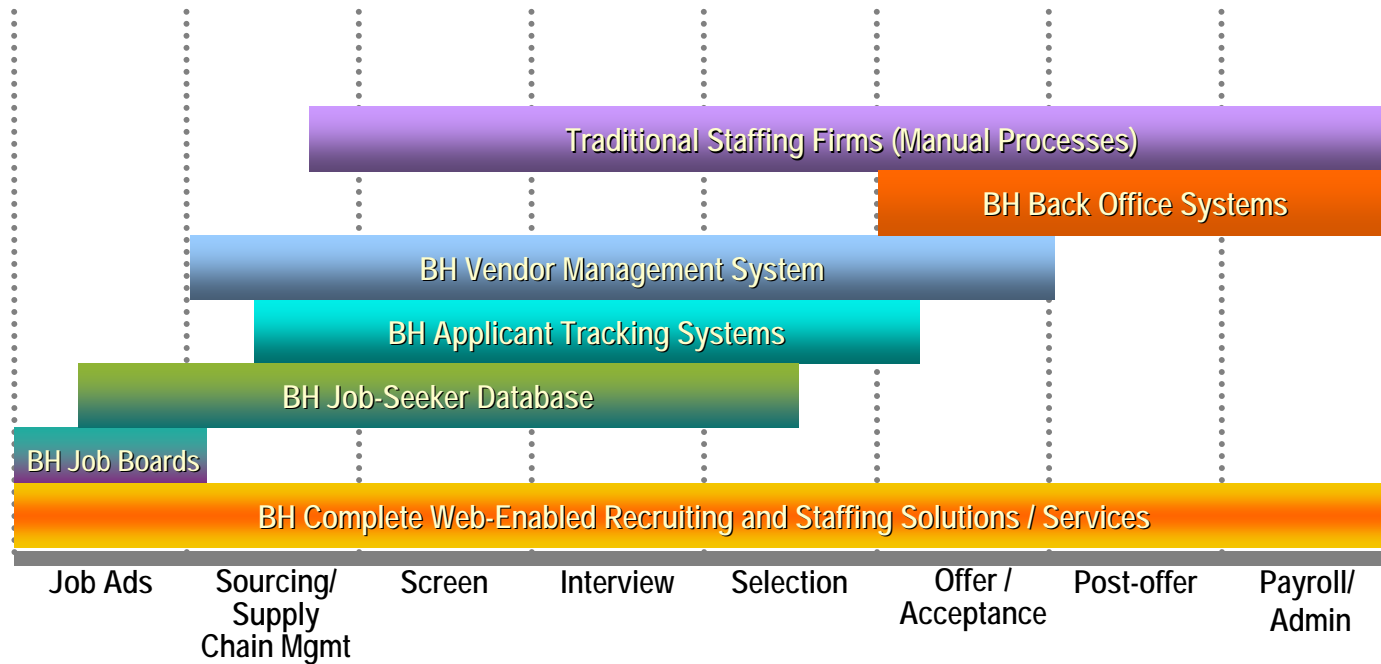 Traditional Staffing Firms (Manual Processes)
BH Back Office Systems
BH Vendor Management System
BH Applicant Tracking Systems
BH Job-Seeker Database
BH Job Boards
BH Complete Web-Enabled Recruiting and Staffing Solutions / Services
Job Ads
Sourcing/
Supply
Chain Mgmt
Screen
Interview
Selection
Offer /
Acceptance
Post-offer
Payroll/
Admin